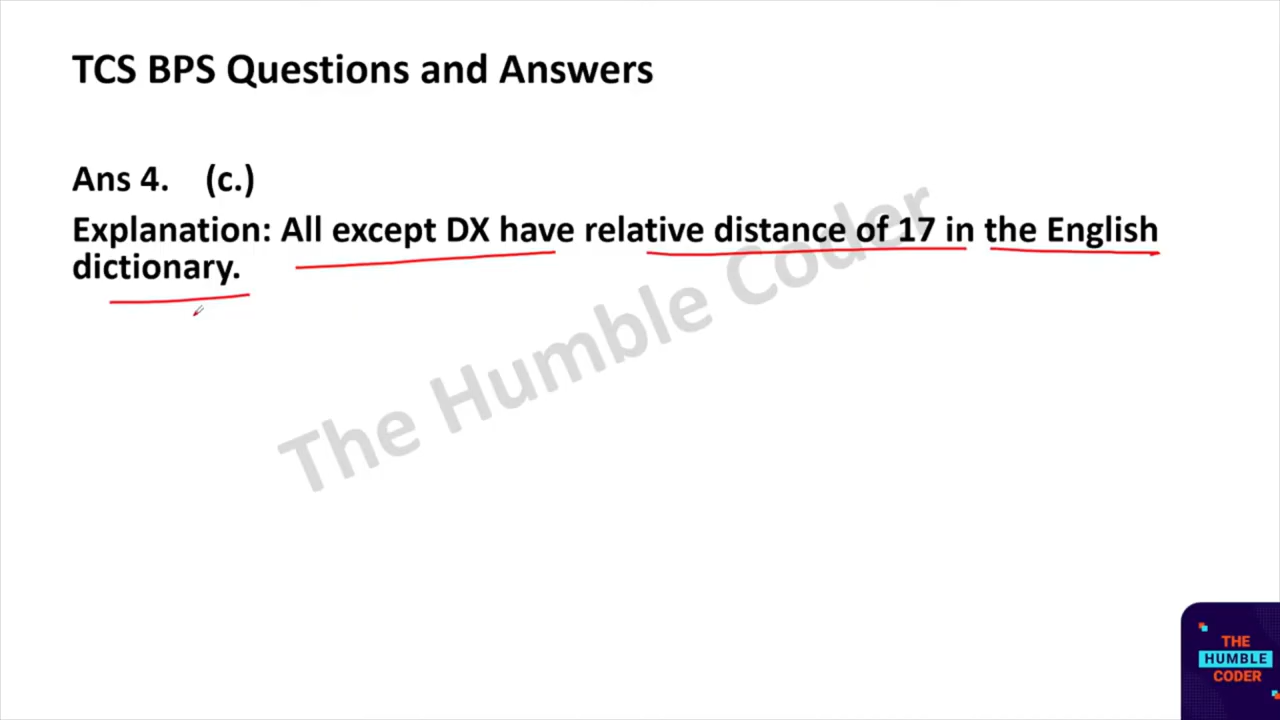 TCS BPS Questions and Answers
Ans 4. (c.)
Explanation: All except DX have relative distance of 17 in the English
dictionary.
The Humble Coder
THE
HUMBLE
CODER